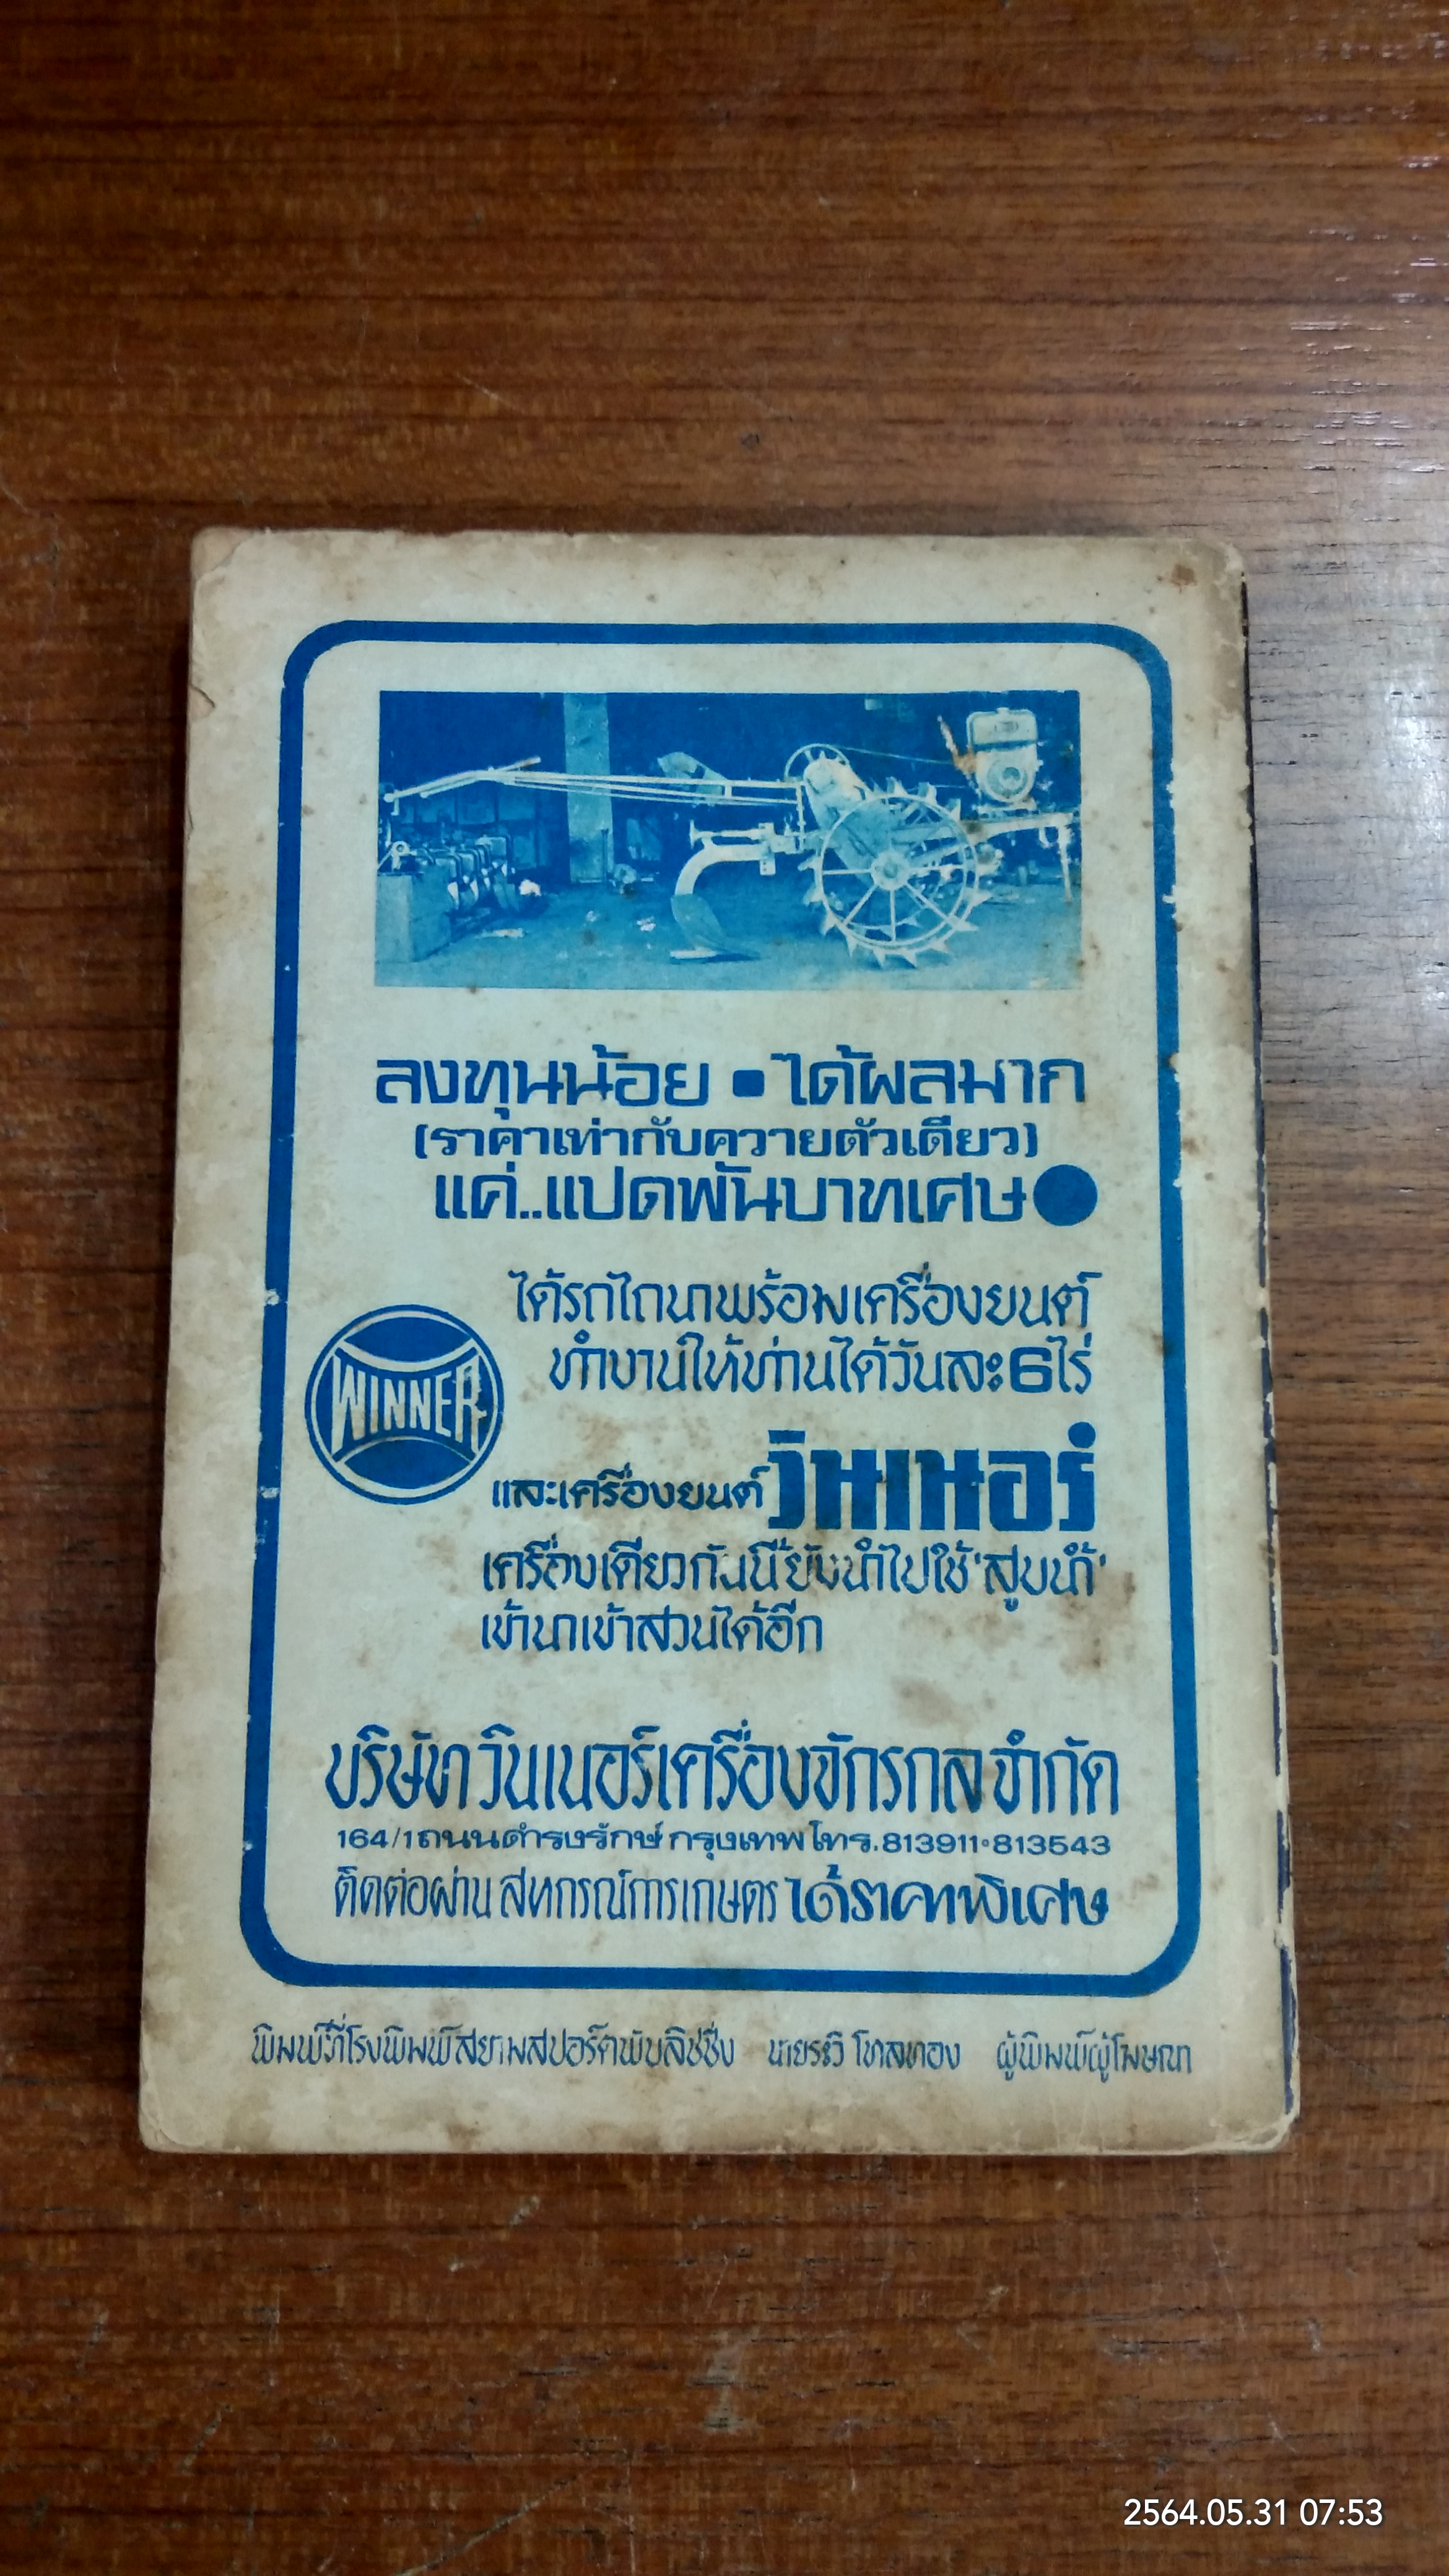 ลงทุนน้อย ▪ ได้ผลมาก
(ราคาเท่ากับควายตัวเดียว)
แค่..แปดพันบาทเศษ●
ได้รถไถนาพร้อมเครื่องยนต์
ทำงานให้ท่านได้วันละ6ไร่
WINNER
และเครื่องยนต์วินเนอร์
เครื่องเดียวกันนี้ยังนำไปใช้'สูบน้ำ'
เข้านาเข้าสวนได้อีก
บริษัทวินเนอร์เครื่องจักรกลจำกัด
164/1ถนนดำรงรักษ์ กรุงเทพ โทร.813911•813543
ติดต่อผ่านสหกรณ์การเกษตร ได้ราคาพิเศษ
พิมพ์ที่โรงพิมพ์สยามสปอร์ตพับลิชชิ่ง นายระวิ โหลทอง ผู้พิมพ์ผู้โฆษณา
2564.05.31 07:53